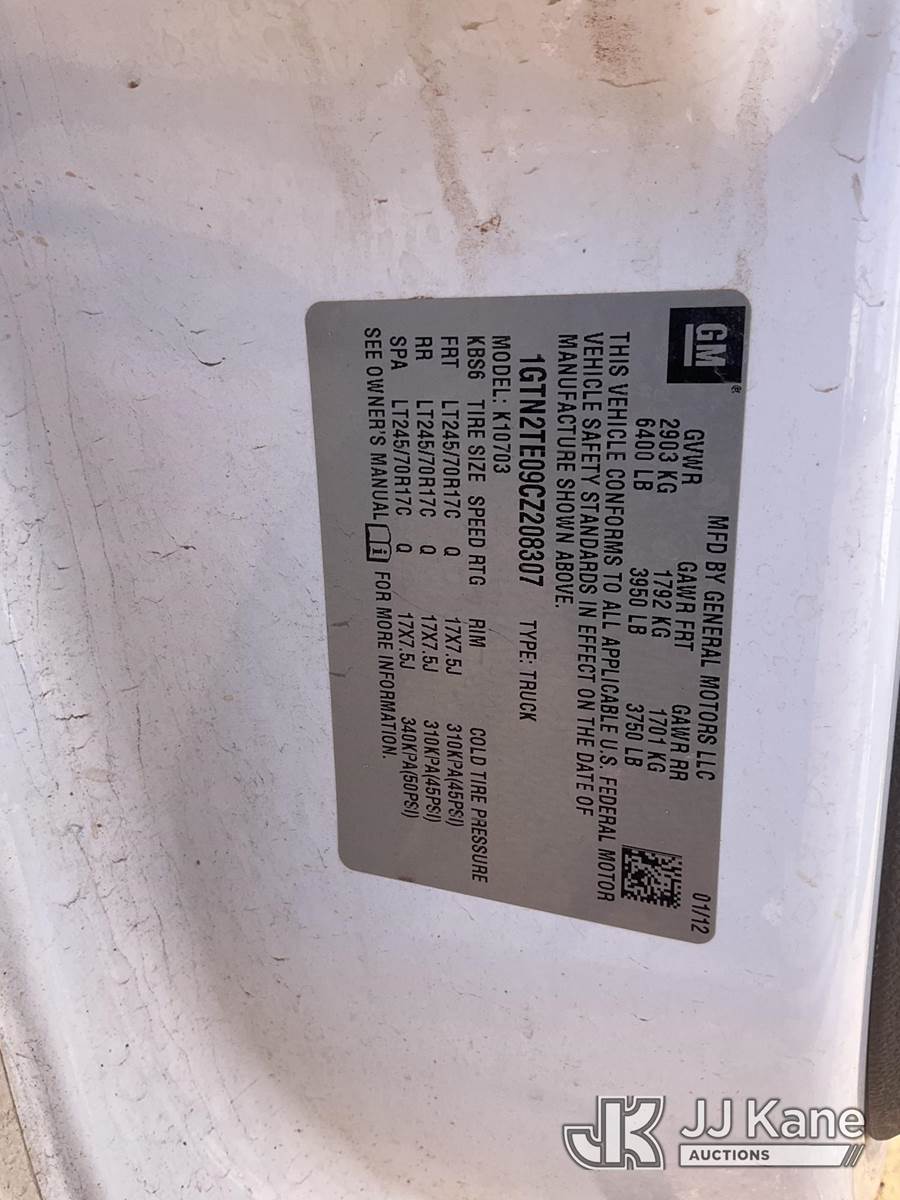 GM®
MFD BY GENERAL MOTORS LLC 01/12
GVWR GAWR FRT GAWR RR
2903 KG 1792 KG 1701 KG
6400 LB 3950 LB 3750 LB
THIS VEHICLE CONFORMS TO ALL APPLICABLE U.S. FEDERAL MOTOR
VEHICLE SAFETY STANDARDS IN EFFECT ON THE DATE OF
MANUFACTURE SHOWN ABOVE.
1GTN2TE09CZ208307 TYPE: TRUCK
MODEL: K10703
KBS6 TIRE SIZE SPEED RTG RIM COLD TIRE PRESSURE
FRT LT245/70R17C Q 17X7.5J 310KPA(45PSI)
RR LT245/70R17C Q 17X7.5J 310KPA(45PSI)
SPA LT245/70R17C Q 17X7.5J 340KPA(50PSI)
SEE OWNER'S MANUAL i FOR MORE INFORMATION.
JK JJ Kane
AUCTIONS